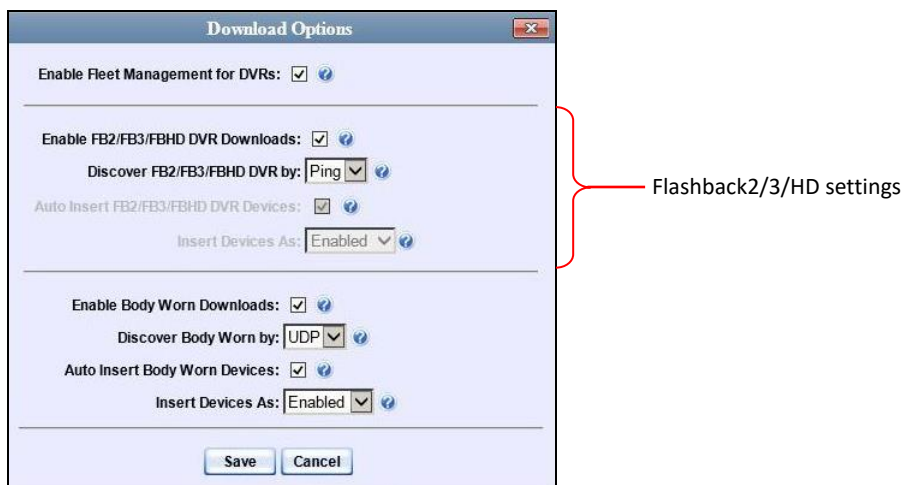 Download Options
Enable Fleet Management for DVRs:
Enable FB2/FB3/FBHD DVR Downloads:
Discover FB2/FB3/FBHD DVR by: Ping
Auto Insert FB2/FB3/FBHD DVR Devices:
Insert Devices As: Enabled
Flashback2/3/HD settings
Enable Body Worn Downloads:
Discover Body Worn by: UDP
Auto Insert Body Worn Devices:
Insert Devices As: Enabled
Save Cancel